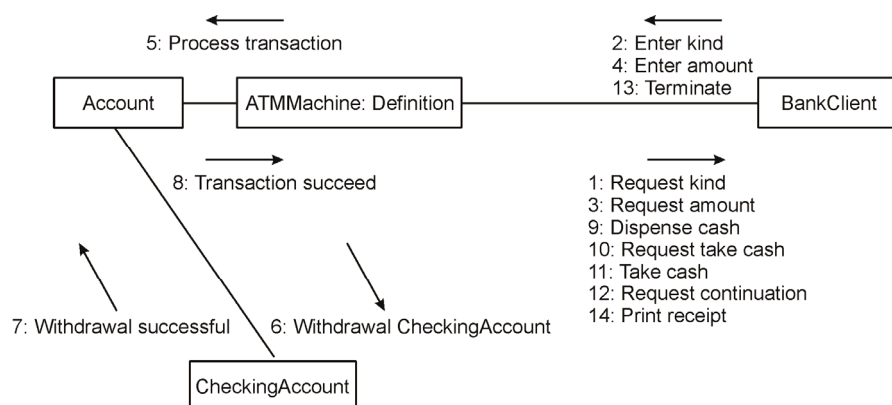 5: Process transaction
2: Enter kind
4: Enter amount
13: Terminate
Account
ATMMachine: Definition
BankClient
8: Transaction succeed
1: Request kind
3: Request amount
9: Dispense cash
10: Request take cash
11: Take cash
12: Request continuation
14: Print receipt
7: Withdrawal successful
6: Withdrawal CheckingAccount
CheckingAccount